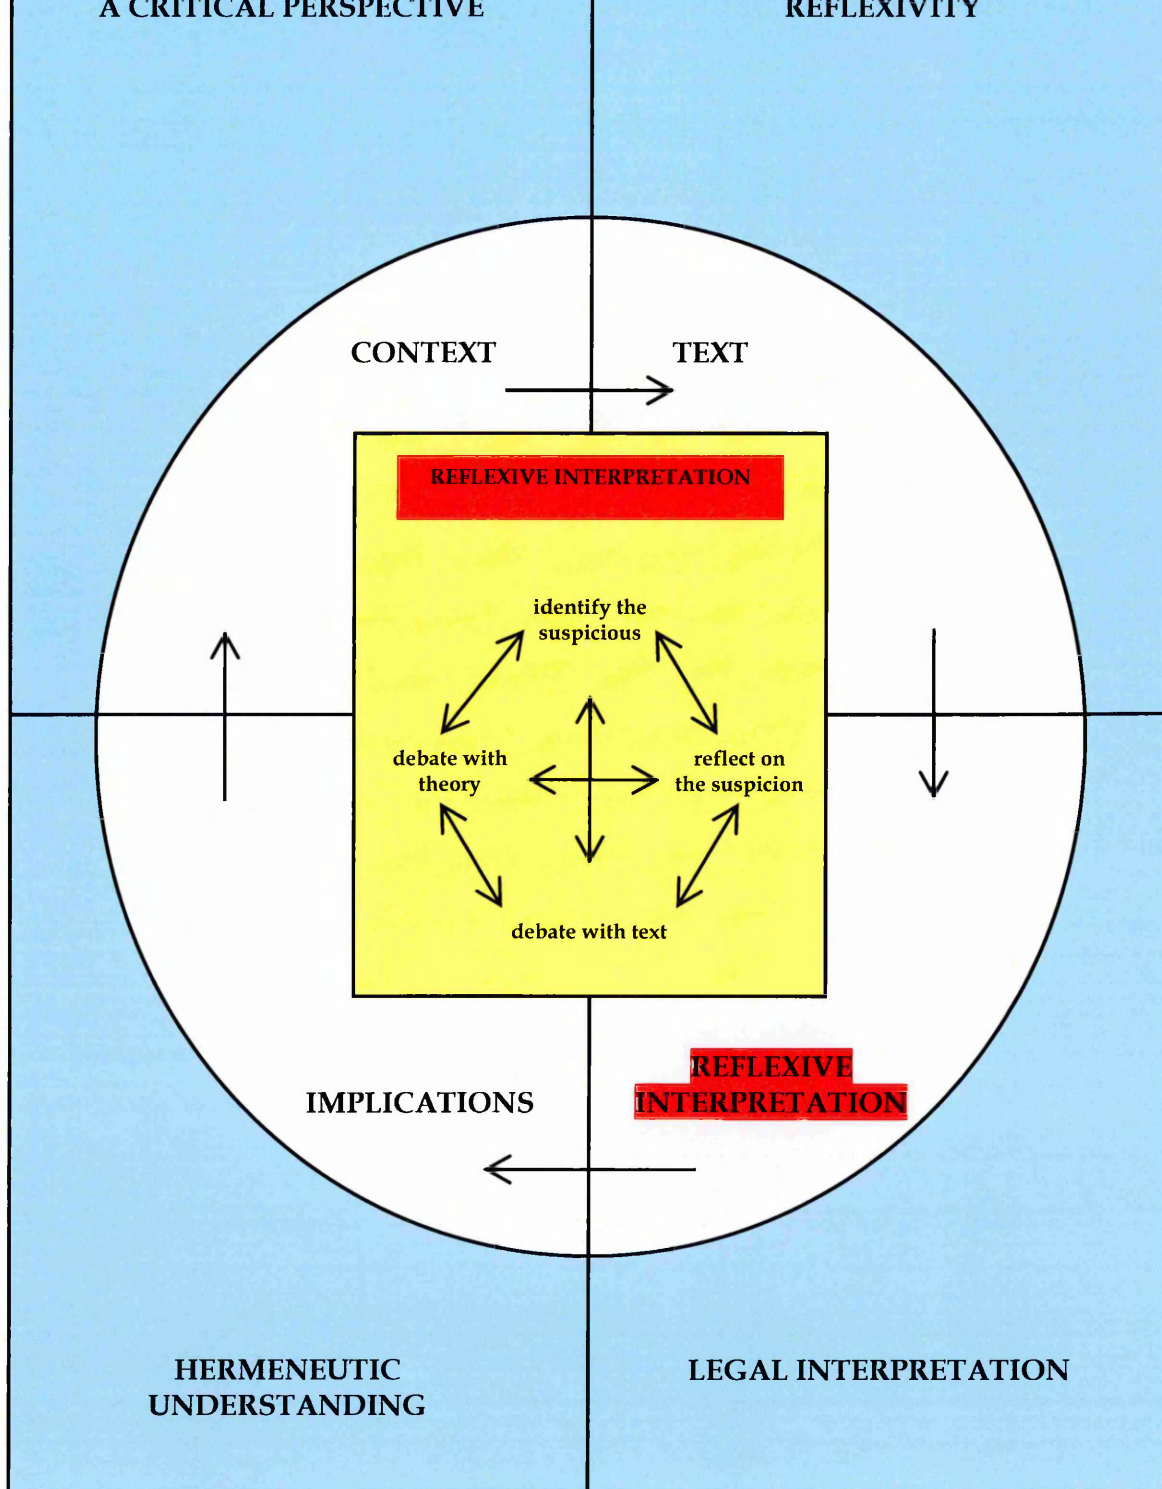 A CRITICAL PERSPECTIVE
REFLEXIVITY
CONTEXT
TEXT
REFLEXIVE INTERPRETATION
identify the
suspicious
debate with
theory
reflect on
the suspicion
debate with text
IMPLICATIONS
REFLEXIVE
INTERPRETATION
HERMENEUTIC
UNDERSTANDING
LEGAL INTERPRETATION